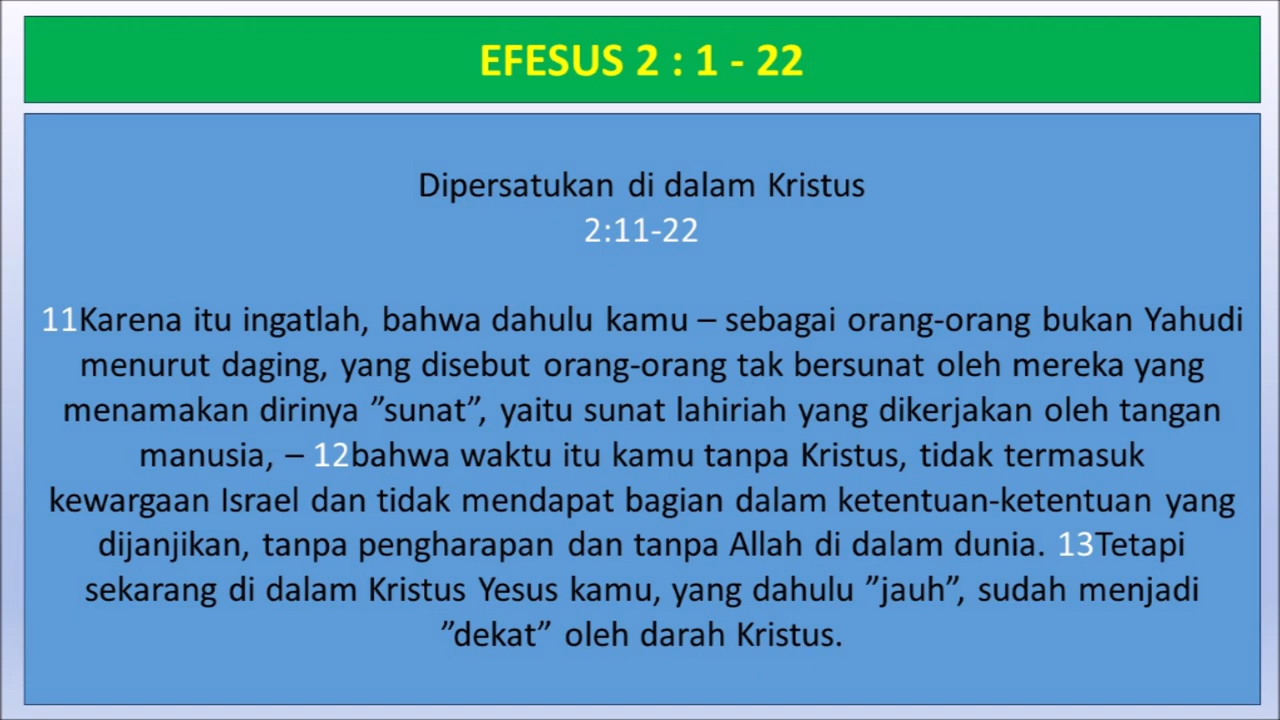 EFESUS 2 : 1 - 22
Dipersatukan di dalam Kristus
2:11-22
11Karena itu ingatlah, bahwa dahulu kamu – sebagai orang-orang bukan Yahudi
menurut daging, yang disebut orang-orang tak bersunat oleh mereka yang
menamakan dirinya ”sunat”, yaitu sunat lahiriah yang dikerjakan oleh tangan
manusia, – 12bahwa waktu itu kamu tanpa Kristus, tidak termasuk
kewargaan Israel dan tidak mendapat bagian dalam ketentuan-ketentuan yang
dijanjikan, tanpa pengharapan dan tanpa Allah di dalam dunia. 13Tetapi
sekarang di dalam Kristus Yesus kamu, yang dahulu ”jauh”, sudah menjadi
”dekat” oleh darah Kristus.